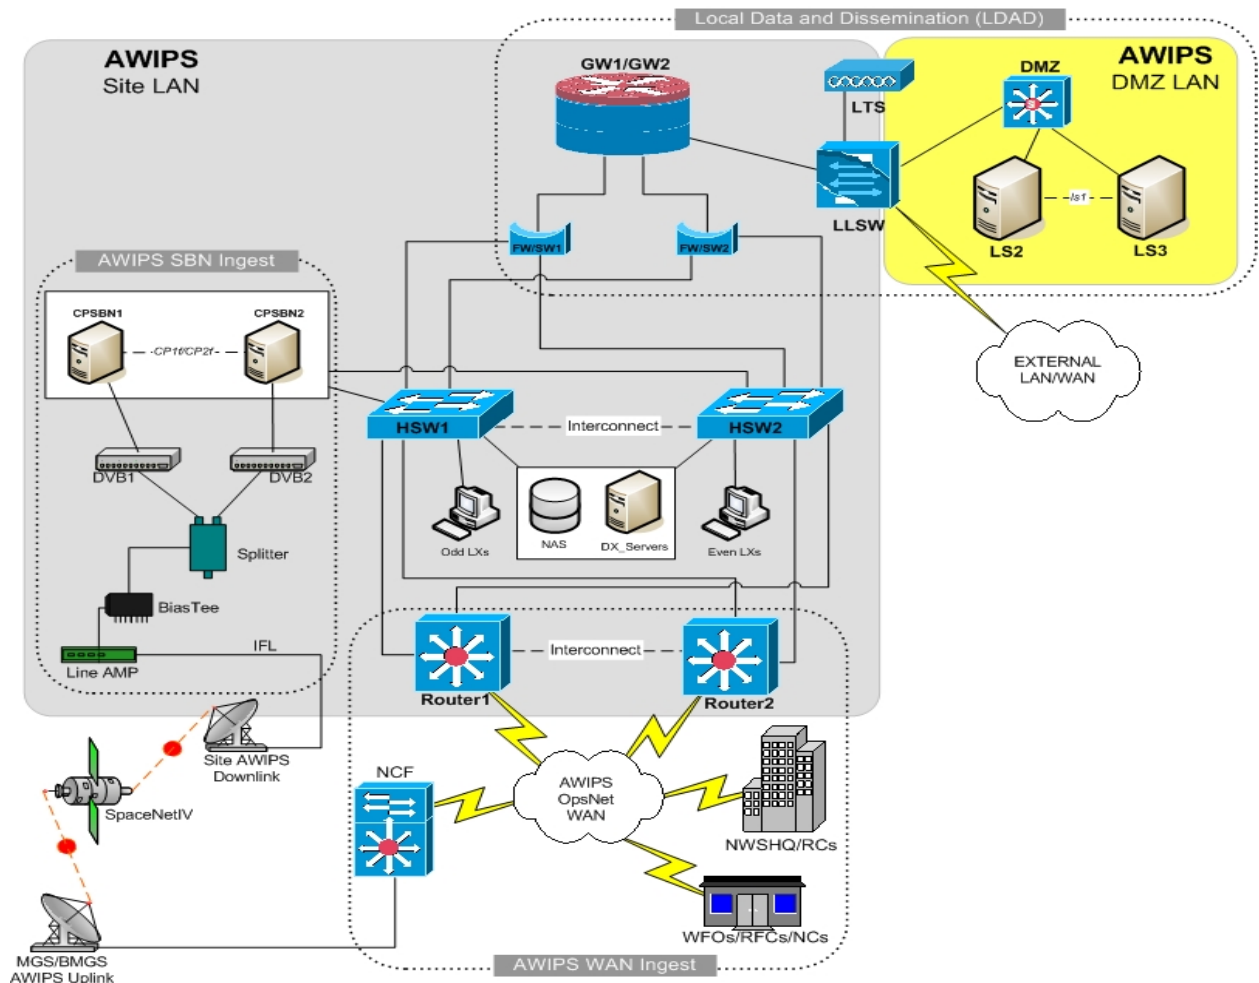 Local Data and Dissemination (LDAD)
AWIPS
Site LAN
GW1/GW2
LTS
DMZ
AWIPS
DMZ LAN
LLSW
LS2
ls1
LS3
FW/SW1
FW/SW2
AWIPS SBN Ingest
CPSBN1
CPSBN2
CP1f/CP2f
EXTERNAL
LAN/WAN
HSW1
Interconnect
HSW2
DVB1
DVB2
Odd LXs
NAS
DX_Servers
Even LXs
Splitter
BiasTee
Line AMP
IFL
Interconnect
Router1
Router2
Site AWIPS
Downlink
SpaceNetIV
NCF
AWIPS
OpsNet
WAN
NWSHQ/RCs
WFOs/RFCs/NCs
MGS/BMGS
AWIPS Uplink
AWIPS WAN Ingest